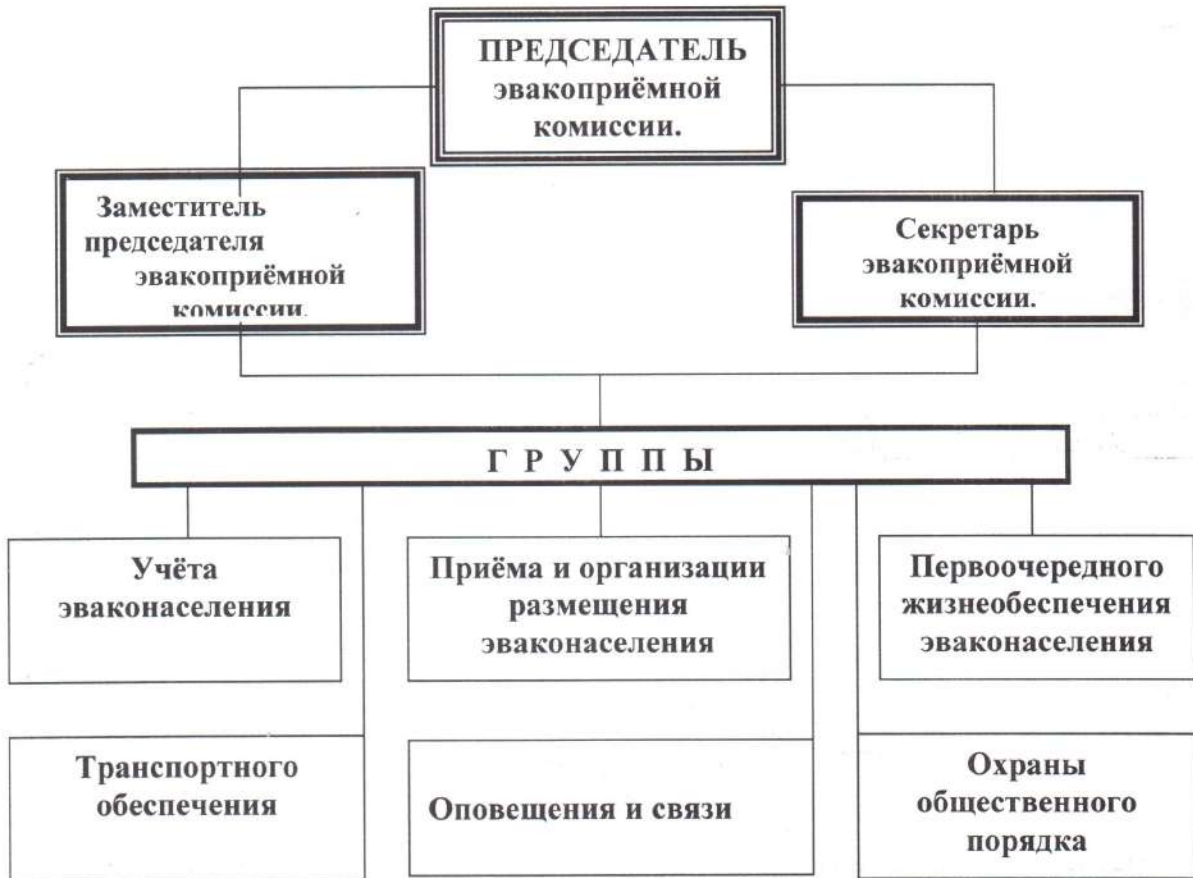 ПРЕДСЕДАТЕЛЬ
эвакоприёмной
комиссии.
Заместитель
председателя
эвакоприёмной
комиссии.
Секретарь
эвакоприёмной
комиссии.
Г Р У П П Ы
Учёта
эваконаселения
Приёма и организации
размещения
эваконаселения
Первоочередного
жизнеобеспечения
эваконаселения
Транспортного
обеспечения
Оповещения и связи
Охраны
общественного
порядка